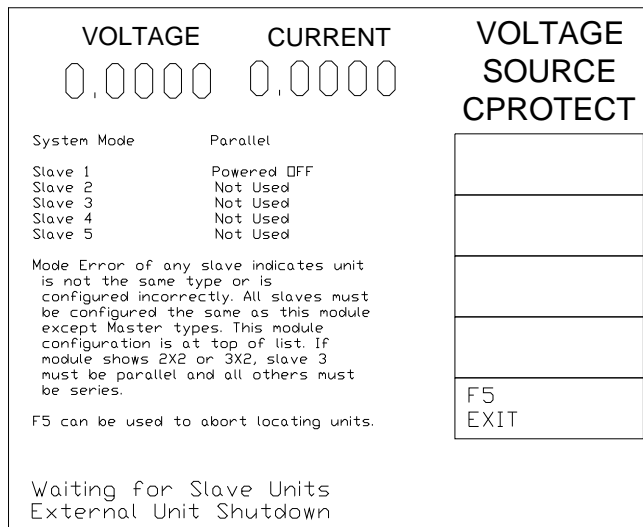 VOLTAGE CURRENT
0.0000 0.0000
VOLTAGE
SOURCE
CPROTECT
System Mode Parallel
Slave 1 Powered OFF
Slave 2 Not Used
Slave 3 Not Used
Slave 4 Not Used
Slave 5 Not Used
Mode Error of any slave indicates unit
is not the same type or is
configured incorrectly. All slaves must
be configured the same as this module
except Master types. This module
configuration is at top of list. If
module shows 2X2 or 3X2, slave 3
must be parallel and all others must
be series.
F5 can be used to abort locating units.
F5
EXIT
Waiting for Slave Units
External Unit Shutdown